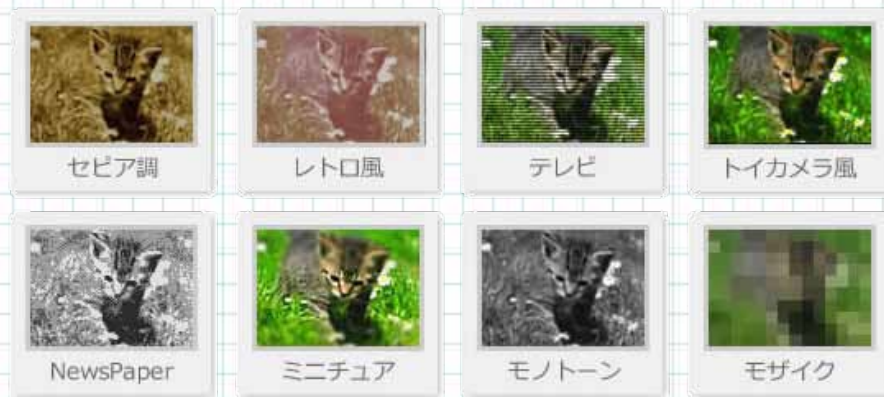 セピア調
レトロ風
テレビ
トイカメラ風
NewsPaper
ミニチュア
モノトーン
モザイク